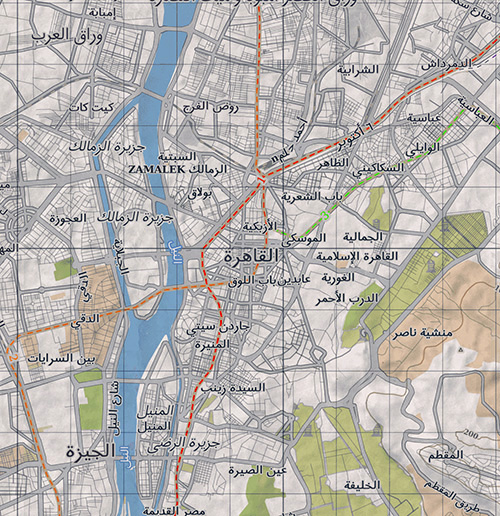 إمبابة
وراق العرب
شارع
الدمرداش
الشرابية
كيت كات
روض الفرج
العباسية
عباسية
أكتوبر
6
أحمد حلمي
جزيرة الزمالك
الوايلي
السبتية
الظاهر
السكاكيني
الزمالك ZAMALEK
بولاق
باب الشعرية
العجوزة
جزيرة الزمالك
الأزبكية
الموسكي
الجمالية
النيل
القاهرة
القاهرة الإسلامية
الدقي
عابدين
باب اللوق
الغورية
الدرب الأحمر
الدقي
جاردن سيتي
منشية ناصر
المنيرة
بين السرايات
السيدة زينب
شارع النيل
المنيل
المنيل
200
الجيزة
جزيرة الرضي
النيل
المقطم
عين الصيرة
الخليفة
طريق المقطم
مصر القديمة